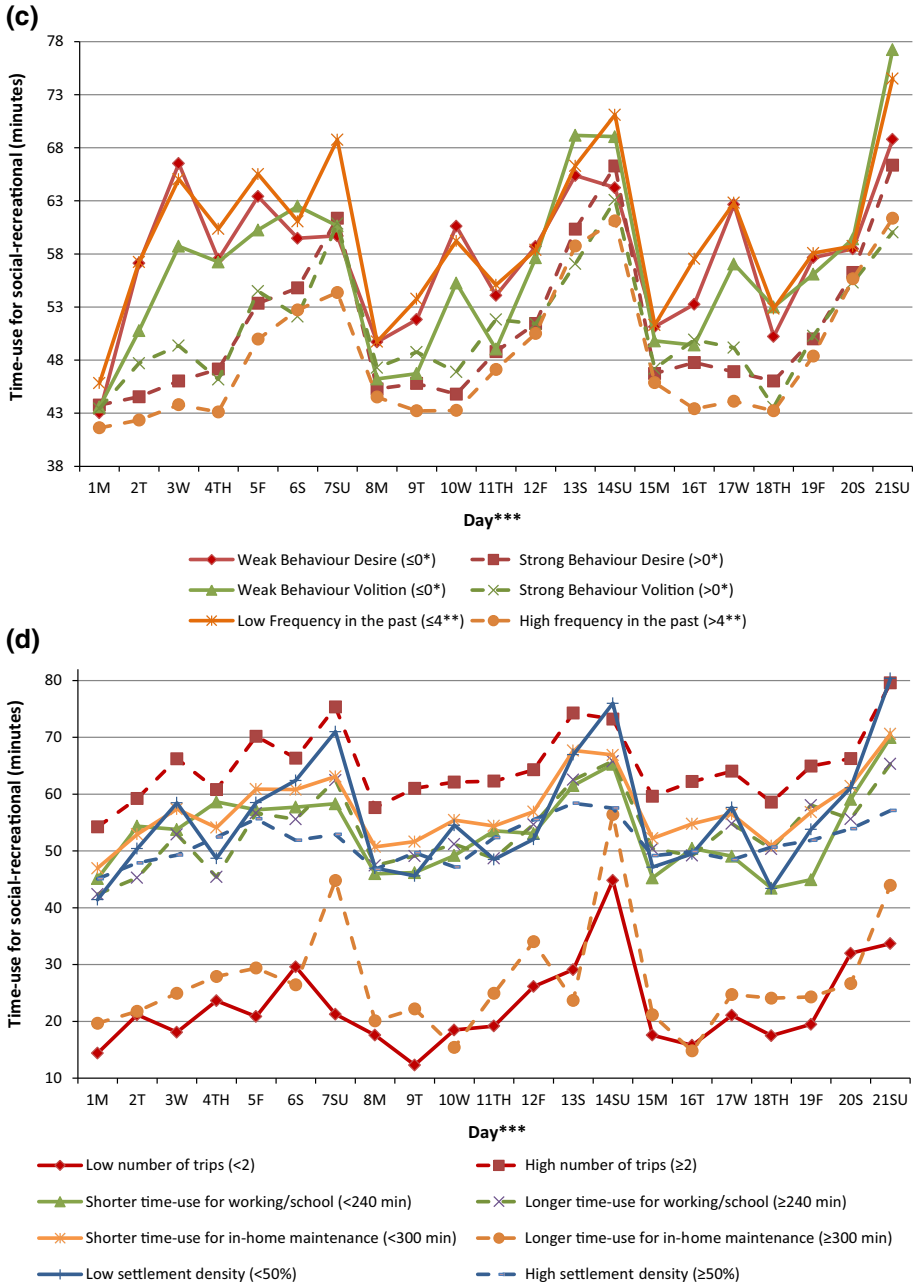 (c)
Time-use for social-recreational (minutes)
78
73
68
63
58
53
48
43
38
1M 2T 3W 4TH 5F 6S 7SU 8M 9T 10W 11TH 12F 13S 14SU 15M 16T 17W 18TH 19F 20S 21SU
Day***
Weak Behaviour Desire (≤0*) Strong Behaviour Desire (>0*)
Weak Behaviour Volition (≤0*) Strong Behaviour Volition (>0*)
Low Frequency in the past (≤4**) High frequency in the past (>4**)
(d)
Time-use for social-recreational (minutes)
80
70
60
50
40
30
20
10
1M 2T 3W 4TH 5F 6S 7SU 8M 9T 10W 11TH 12F 13S 14SU 15M 16T 17W 18TH 19F 20S 21SU
Day***
Low number of trips (<2) High number of trips (≥2)
Shorter time-use for working/school (<240 min) Longer time-use for working/school (≥240 min)
Shorter time-use for in-home maintenance (<300 min) Longer time-use for in-home maintenance (≥300 min)
Low settlement density (<50%) High settlement density (≥50%)